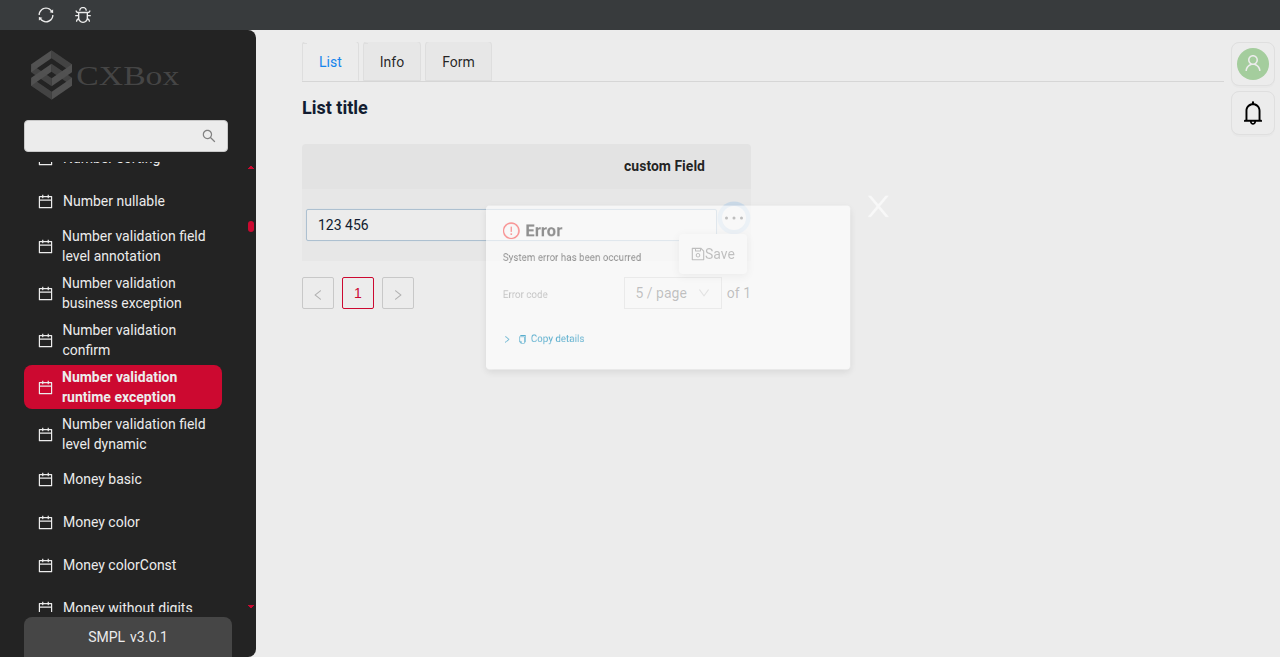 CXBox
Number sorting
Number nullable
Number validation field
level annotation
Number validation
business exception
Number validation
confirm
Number validation
runtime exception
Number validation field
level dynamic
Money basic
Money color
Money colorConst
Money without digits
SMPL v3.0.1
List
Info
Form
List title
custom Field
123 456
Error
System error has been occurred
Save
Error code
5 / page
of 1
< 1 >
Copy details